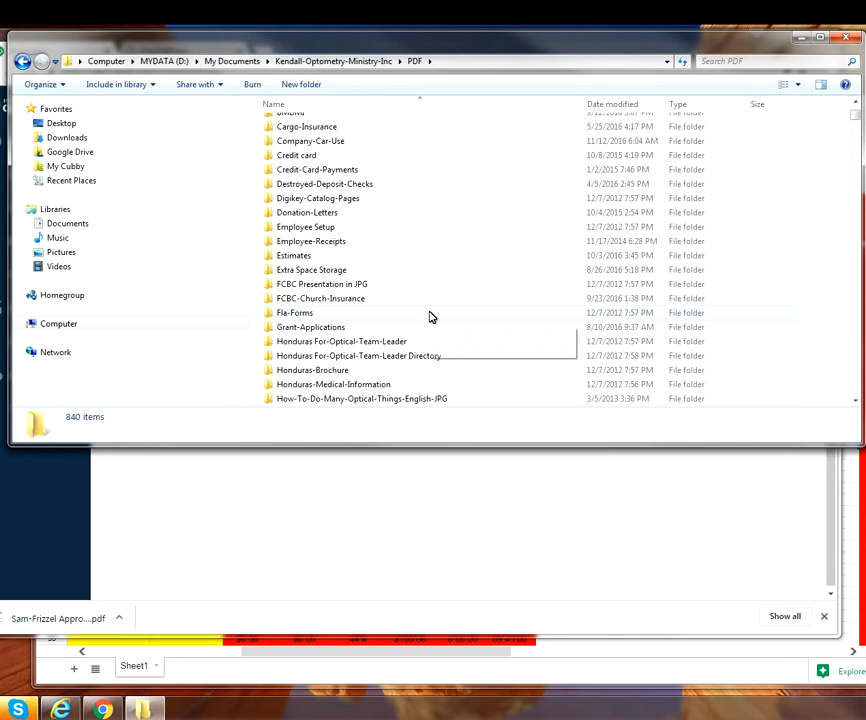 Computer ▸ MYDATA (D:) ▸ My Documents ▸ Kendall-Optometry-Ministry-Inc ▸ PDF ▸
Search PDF
Organize Include in library Share with Burn New folder
Name Date modified Type Size
Favorites
Desktop
Downloads
Google Drive
My Cubby
Recent Places
Libraries
Documents
Music
Pictures
Videos
Homegroup
Computer
Network
Cargo-Insurance 5/25/2016 4:17 PM File folder
Company-Car-Use 11/12/2016 6:04 AM File folder
Credit card 10/8/2015 4:19 PM File folder
Credit-Card-Payments 1/2/2015 7:46 PM File folder
Destroyed-Deposit-Checks 4/5/2016 2:45 PM File folder
Digikey-Catalog-Pages 12/7/2012 7:57 PM File folder
Donation-Letters 10/4/2015 2:54 PM File folder
Employee Setup 12/7/2012 7:57 PM File folder
Employee-Receipts 11/17/2014 6:28 PM File folder
Estimates 10/3/2016 3:45 PM File folder
Extra Space Storage 8/26/2016 5:18 PM File folder
FCBC Presentation in JPG 12/7/2012 7:57 PM File folder
FCBC-Church-Insurance 9/23/2016 1:38 PM File folder
Fla-Forms 12/7/2012 7:57 PM File folder
Grant-Applications 8/10/2016 9:37 AM File folder
Honduras For-Optical-Team-Leader 12/7/2012 7:57 PM File folder
Honduras For-Optical-Team-Leader Directory 12/7/2012 7:58 PM File folder
Honduras-Brochure 12/7/2012 7:57 PM File folder
Honduras-Medical-Information 12/7/2012 7:56 PM File folder
How-To-Do-Many-Optical-Things-English-JPG 3/5/2013 3:36 PM File folder
840 items
Sam-Frizzel Appro....pdf
Show all
Sheet1
Explore